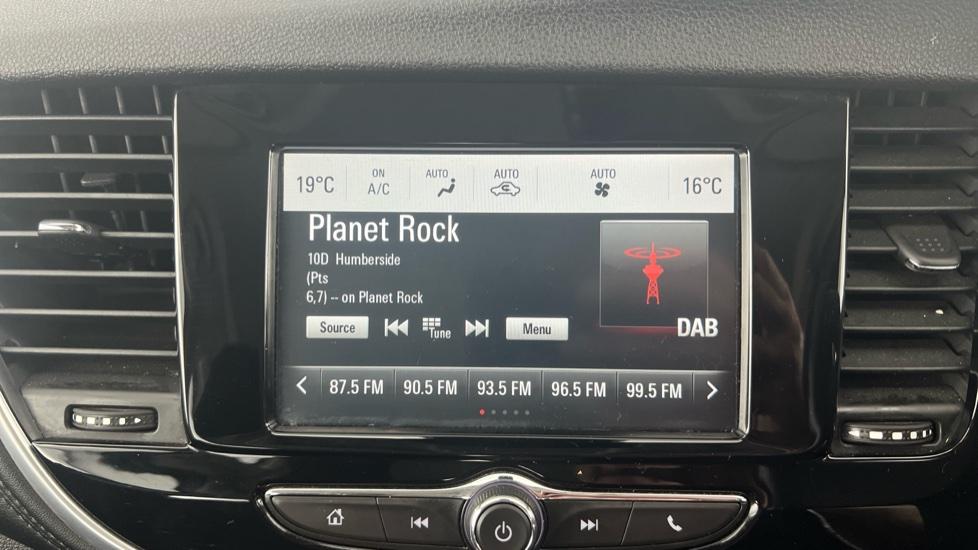 19°C ON A/C AUTO AUTO AUTO 16°C
Planet Rock
10D Humberside
(Pts
6,7) -- on Planet Rock
Source Tune Menu
DAB
87.5 FM 90.5 FM 93.5 FM 96.5 FM 99.5 FM